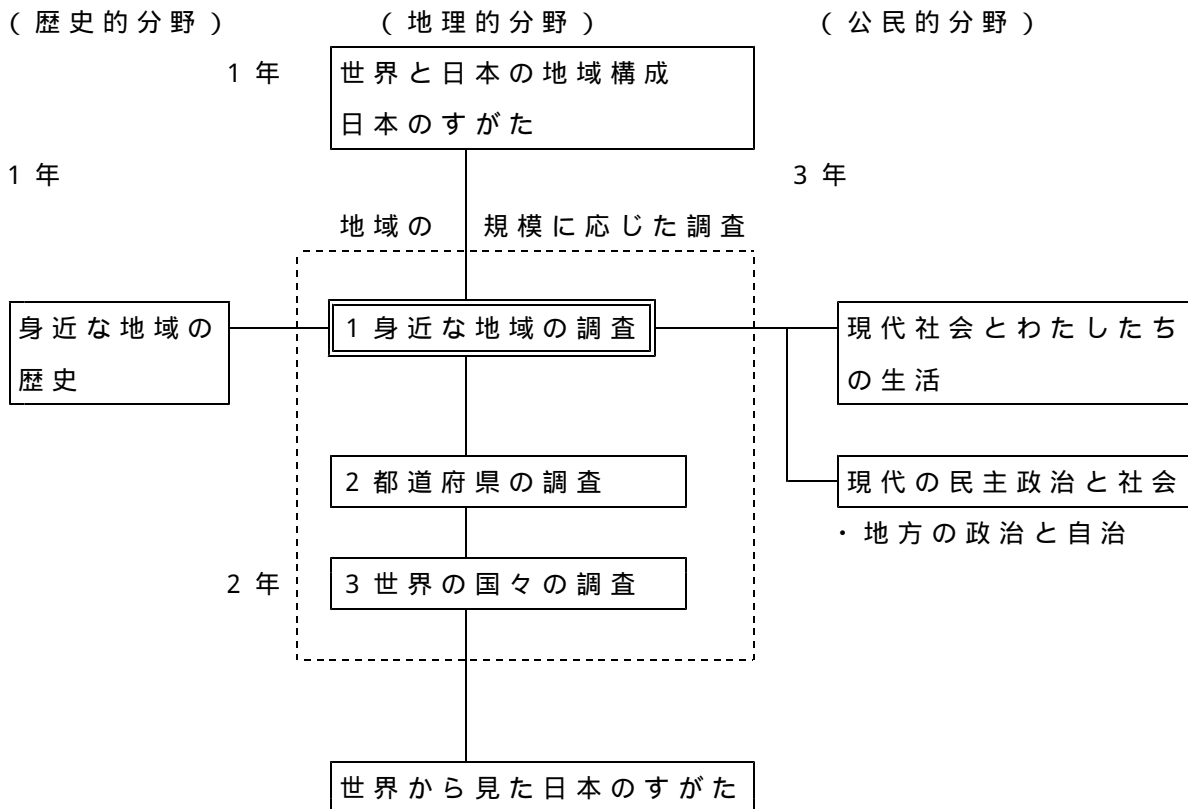 (歴史的分野) (地理的分野) (公民的分野)
1年 世界と日本の地域構成
日本のすがた
1年 3年
地域の 規模に応じた調査
身近な地域の 1身近な地域の調査 現代社会とわたしたち
歴史 の生活
2都道府県の調査 現代の民主政治と社会
・地方の政治と自治
2年 3世界の国々の調査
世界から見た日本のすがた